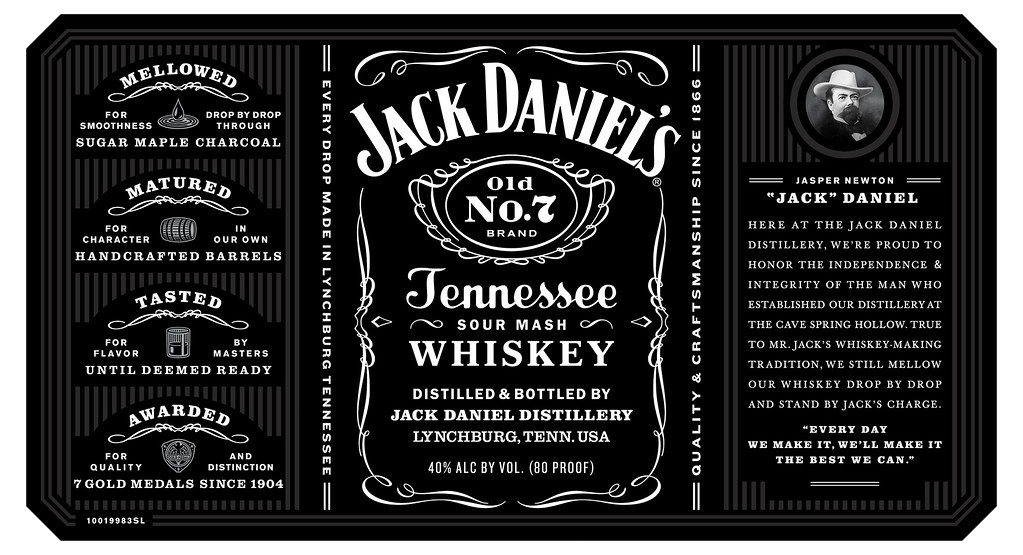 MELLOWED
FOR SMOOTHNESS
DROP BY DROP THROUGH
SUGAR MAPLE CHARCOAL
MATURED
FOR CHARACTER
IN OUR OWN
HANDCRAFTED BARRELS
TASTED
FOR FLAVOR
BY MASTERS
UNTIL DEEMED READY
AWARDED
FOR QUALITY
AND DISTINCTION
7 GOLD MEDALS SINCE 1904
10019983SL
EVERY DROP MADE IN LYNCHBURG TENNESSEE
JACK DANIEL'S
®
Old
No.7
BRAND
Tennessee
SOUR MASH
WHISKEY
DISTILLED & BOTTLED BY
JACK DANIEL DISTILLERY
LYNCHBURG, TENN. USA
40% ALC BY VOL. (80 PROOF)
QUALITY & CRAFTSMANSHIP SINCE 1866
JASPER NEWTON
"JACK" DANIEL
HERE AT THE JACK DANIEL
DISTILLERY, WE'RE PROUD TO
HONOR THE INDEPENDENCE &
INTEGRITY OF THE MAN WHO
ESTABLISHED OUR DISTILLERY AT
THE CAVE SPRING HOLLOW. TRUE
TO MR. JACK'S WHISKEY-MAKING
TRADITION, WE STILL MELLOW
OUR WHISKEY DROP BY DROP
AND STAND BY JACK'S CHARGE.
"EVERY DAY
WE MAKE IT, WE'LL MAKE IT
THE BEST WE CAN."